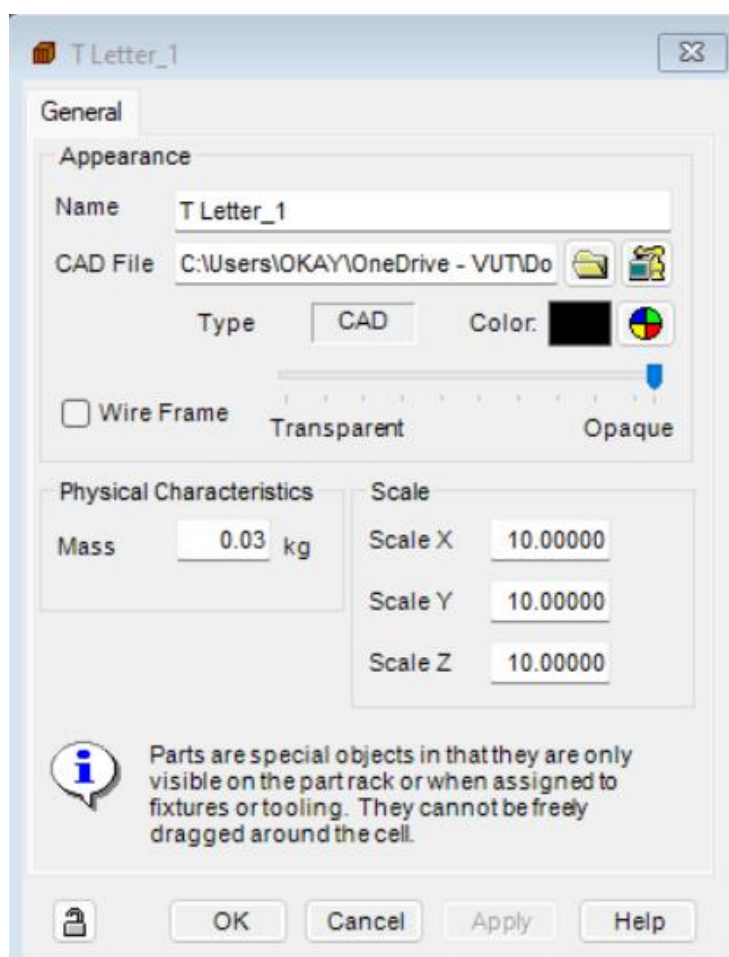 T Letter_1
General
Appearance
Name T Letter_1
CAD File C:\Users\OKAY\OneDrive - VUT\Do
Type CAD Color:
Wire Frame Transparent Opaque
Physical Characteristics Scale
Mass 0.03 kg Scale X 10.00000
Scale Y 10.00000
Scale Z 10.00000
Parts are special objects in that they are only
visible on the part rack or when assigned to
fixtures or tooling. They cannot be freely
dragged around the cell.
OK Cancel Apply Help